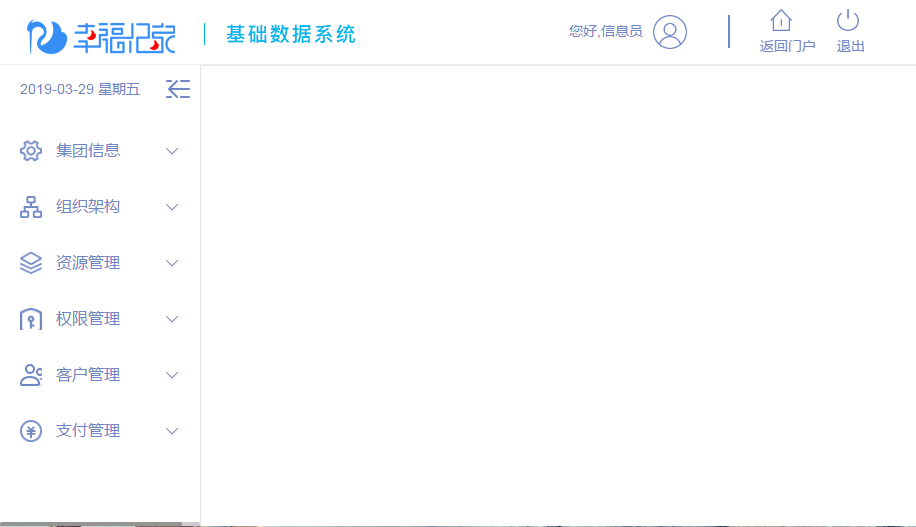 幸福记家
基础数据系统
您好,信息员
返回门户
退出
2019-03-29 星期五
集团信息
组织架构
资源管理
权限管理
客户管理
支付管理